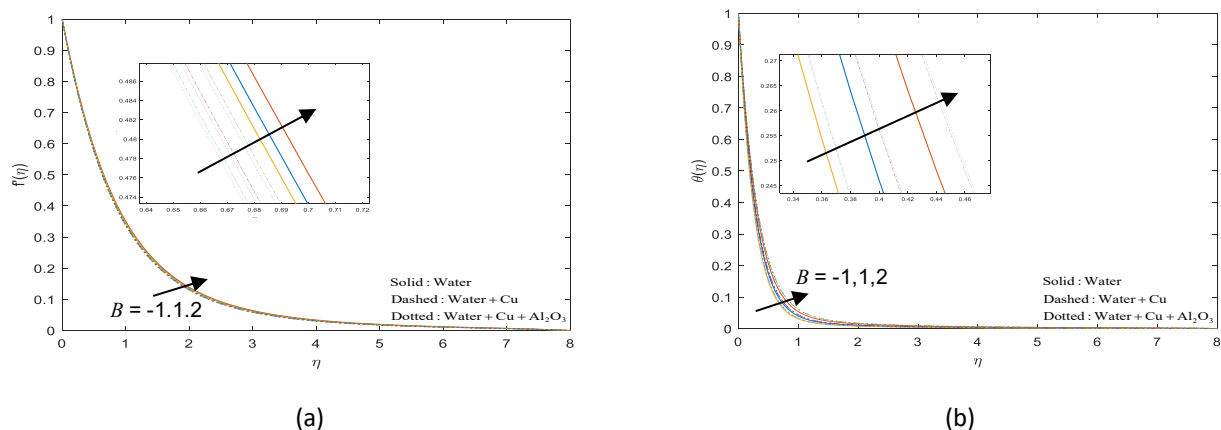 1
0.9
0.8
0.7
0.6
0.5
0.4
0.3
0.2
0.1
0
f'(η)
0.486
0.484
0.482
0.48
0.478
0.476
0.474
0.64 0.65 0.66 0.67 0.68 0.69 0.7 0.71 0.72
B = -1.1.2
Solid : Water
Dashed : Water + Cu
Dotted : Water + Cu + Al₂O₃
0 1 2 3 4 5 6 7 8
η
(a)
1
0.9
0.8
0.7
0.6
0.5
0.4
0.3
0.2
0.1
0
θ(η)
0.27
0.265
0.26
0.255
0.25
0.245
0.34 0.36 0.38 0.4 0.42 0.44 0.46
B = -1,1,2
Solid : Water
Dashed : Water + Cu
Dotted : Water + Cu + Al₂O₃
0 1 2 3 4 5 6 7 8
η
(b)